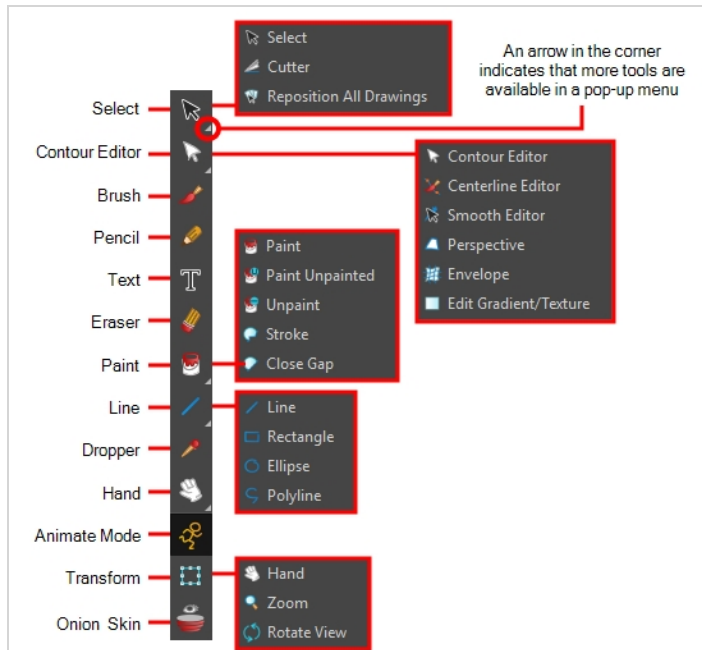 Select
Cutter
Reposition All Drawings
An arrow in the corner
indicates that more tools are
available in a pop-up menu
Select
Contour Editor
Brush
Pencil
Text
Eraser
Paint
Line
Dropper
Hand
Animate Mode
Transform
Onion Skin
Contour Editor
Centerline Editor
Smooth Editor
Perspective
Envelope
Edit Gradient/Texture
Paint
Paint Unpainted
Unpaint
Stroke
Close Gap
Line
Rectangle
Ellipse
Polyline
Hand
Zoom
Rotate View